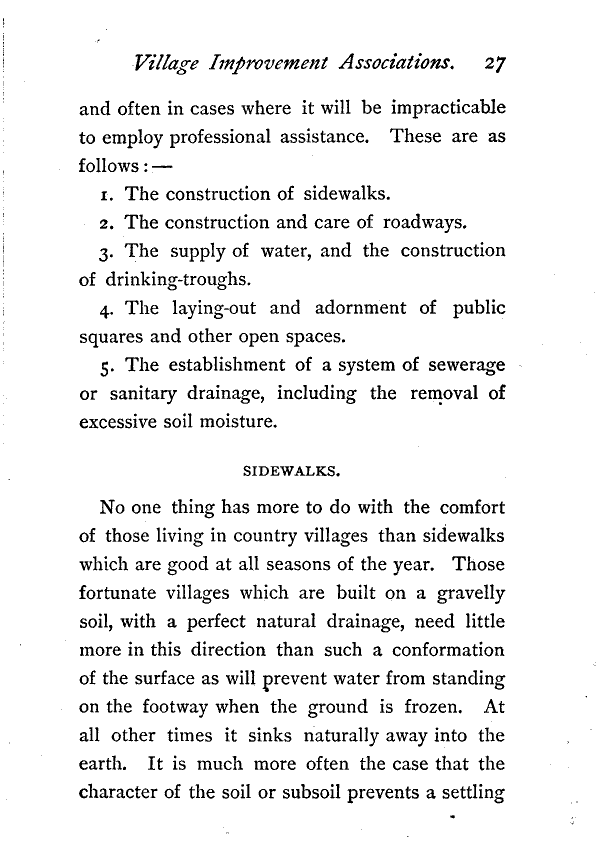 Village Improvement Associations. 27
and often in cases where it will be impracticable
to employ professional assistance. These are as
follows: —
1. The construction of sidewalks.
2. The construction and care of roadways.
3. The supply of water, and the construction
of drinking-troughs.
4. The laying-out and adornment of public
squares and other open spaces.
5. The establishment of a system of sewerage
or sanitary drainage, including the removal of
excessive soil moisture.
SIDEWALKS.
No one thing has more to do with the comfort
of those living in country villages than sidewalks
which are good at all seasons of the year. Those
fortunate villages which are built on a gravelly
soil, with a perfect natural drainage, need little
more in this direction than such a conformation
of the surface as will prevent water from standing
on the footway when the ground is frozen. At
all other times it sinks naturally away into the
earth. It is much more often the case that the
character of the soil or subsoil prevents a settling